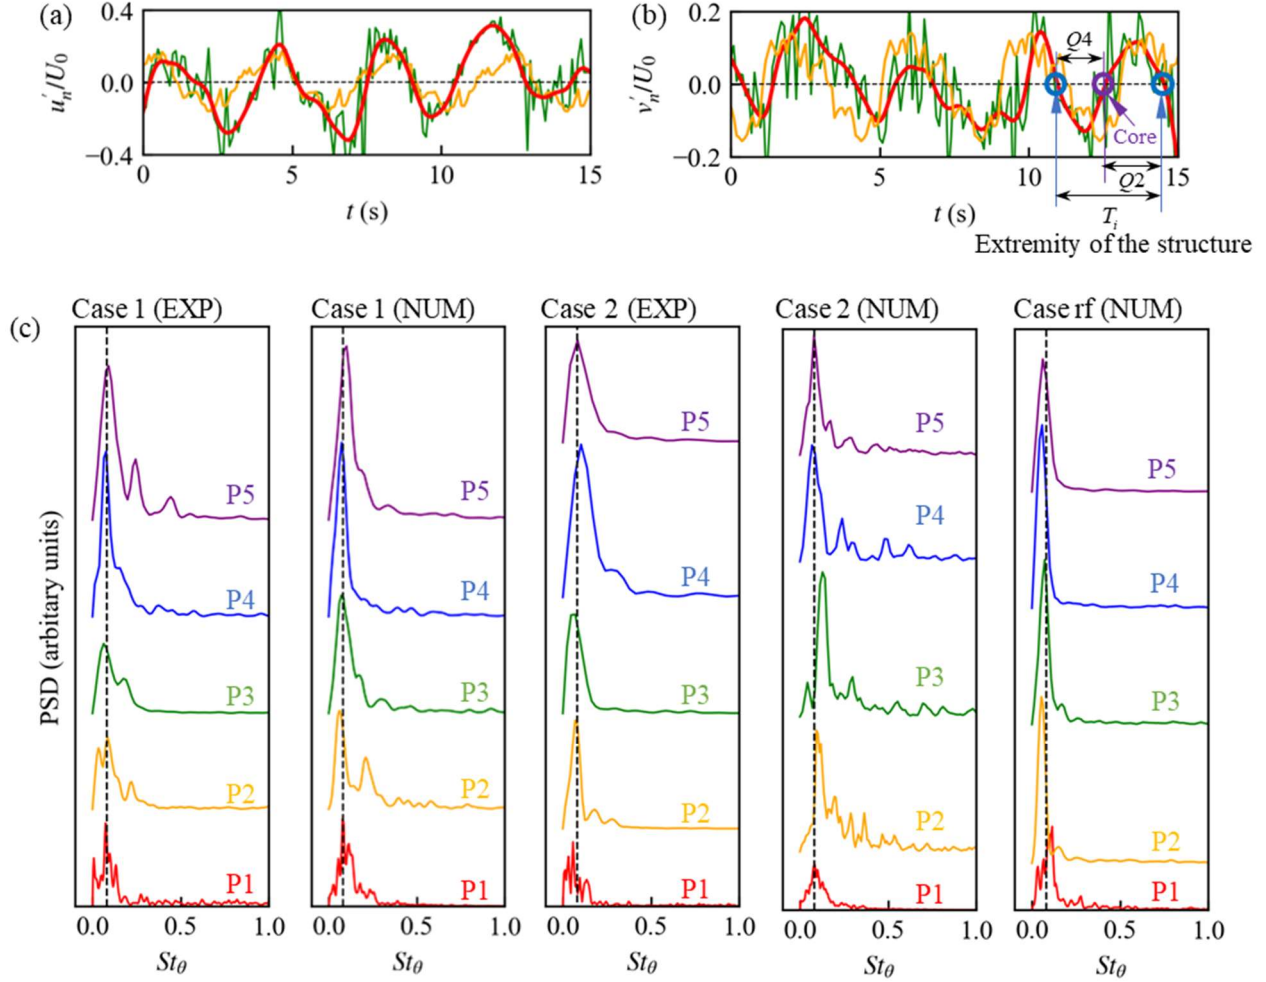 (a)
0.4
0.0
−0.4
u′n/U0
0 5 10 15
t (s)
(b)
0.2
0.0
−0.2
v′n/U0
Q4
Core
Q2
0 5 10 15
t (s)
Ti
Extremity of the structure
(c)
Case 1 (EXP) Case 1 (NUM) Case 2 (EXP) Case 2 (NUM) Case rf (NUM)
PSD (arbitary units)
P5 P5 P5 P5 P5
P4 P4 P4 P4 P4
P3 P3 P3 P3 P3
P2 P2 P2 P2 P2
P1 P1 P1 P1 P1
0.0 0.5 1.0 0.0 0.5 1.0 0.0 0.5 1.0 0.0 0.5 1.0 0.0 0.5 1.0
Stθ Stθ Stθ Stθ Stθ